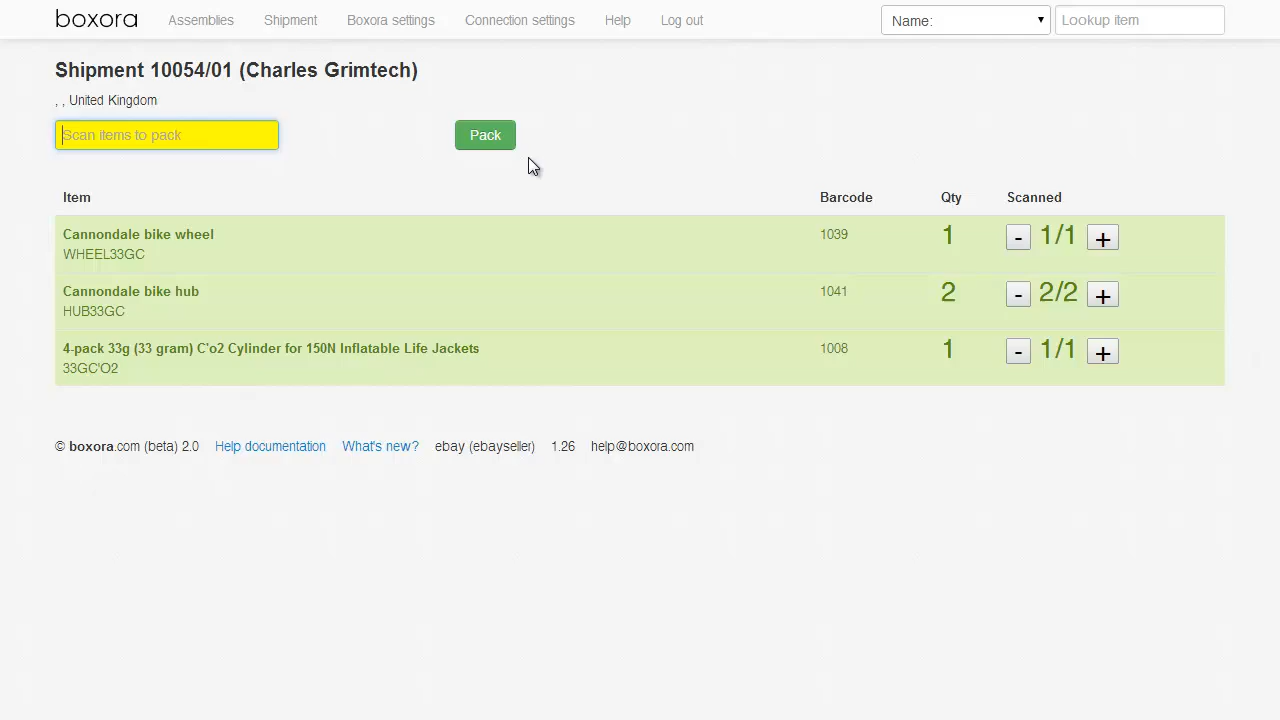 boxora Assemblies Shipment Boxora settings Connection settings Help Log out Name: Lookup item
Shipment 10054/01 (Charles Grimtech)
, , United Kingdom
Scan items to pack Pack
Item Barcode Qty Scanned
Cannondale bike wheel 1039 1 - 1/1 +
WHEEL33GC
Cannondale bike hub 1041 2 - 2/2 +
HUB33GC
4-pack 33g (33 gram) C'o2 Cylinder for 150N Inflatable Life Jackets 1008 1 - 1/1 +
33GC'O2
© boxora.com (beta) 2.0 Help documentation What's new? ebay (ebayseller) 1.26 help@boxora.com